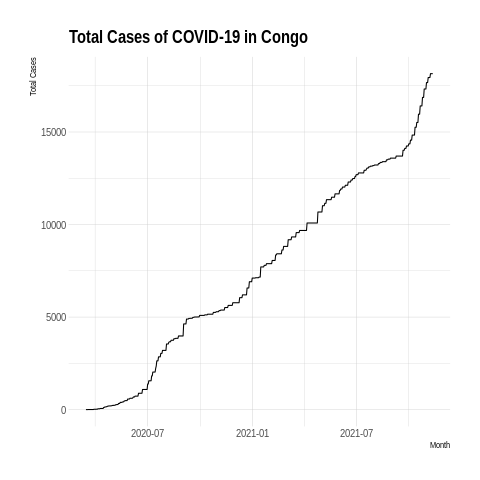 Total Cases of COVID-19 in Congo
Total Cases
15000
10000
5000
0
2020-07
2021-01
2021-07
Month